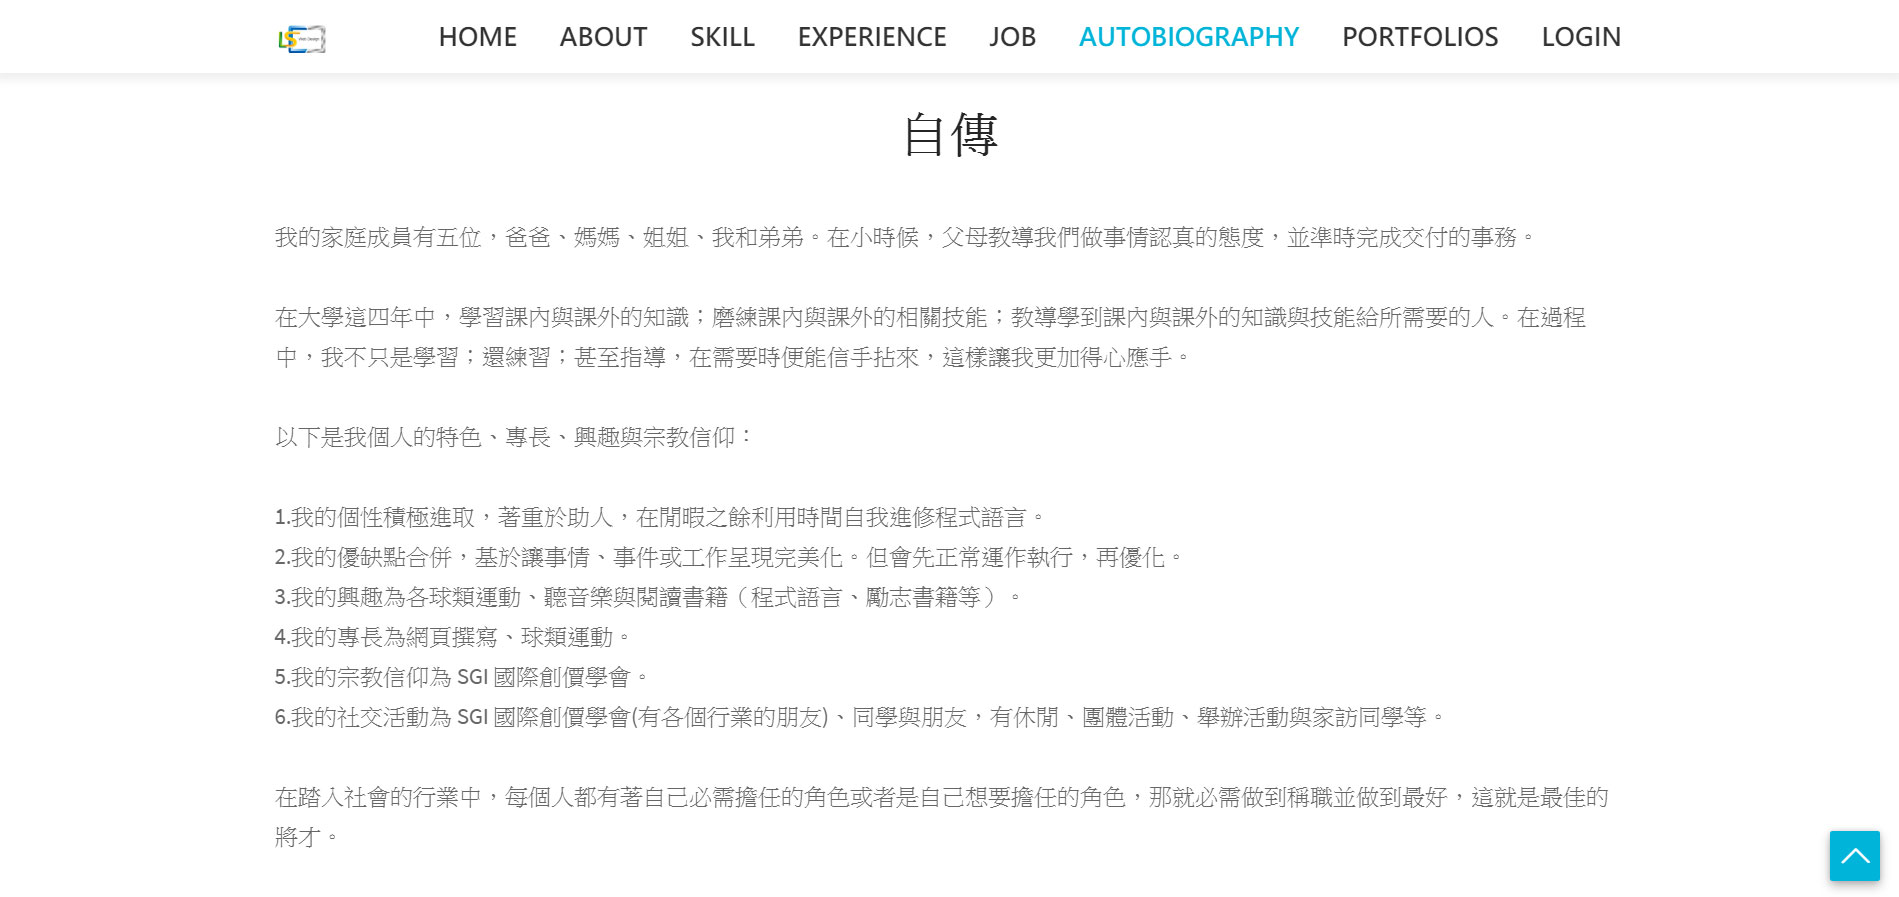 HOME ABOUT SKILL EXPERIENCE JOB AUTOBIOGRAPHY PORTFOLIOS LOGIN
自傳
我的家庭成員有五位，爸爸、媽媽、姐姐、我和弟弟。在小時候，父母教導我們做事情認真的態度，並準時完成交付的事務。
在大學這四年中，學習課內與課外的知識；磨練課內與課外的相關技能；教導學到課內與課外的知識與技能給所需要的人。在過程
中，我不只是學習；還練習；甚至指導，在需要時便能信手拈來，這樣讓我更加得心應手。
以下是我個人的特色、專長、興趣與宗教信仰：
1.我的個性積極進取，著重於助人，在閒暇之餘利用時間自我進修程式語言。
2.我的優缺點合併，基於讓事情、事件或工作呈現完美化。但會先正常運作執行，再優化。
3.我的興趣為各球類運動、聽音樂與閱讀書籍（程式語言、勵志書籍等）。
4.我的專長為網頁撰寫、球類運動。
5.我的宗教信仰為 SGI 國際創價學會。
6.我的社交活動為 SGI 國際創價學會(有各個行業的朋友)、同學與朋友，有休閒、團體活動、舉辦活動與家訪同學等。
在踏入社會的行業中，每個人都有著自己必需擔任的角色或者是自己想要擔任的角色，那就必需做到稱職並做到最好，這就是最佳的
將才。